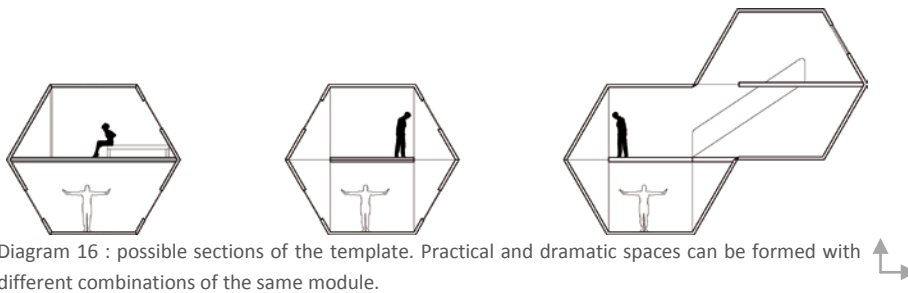 Diagram 16 : possible sections of the template. Practical and dramatic spaces can be formed with
different combinations of the same module.